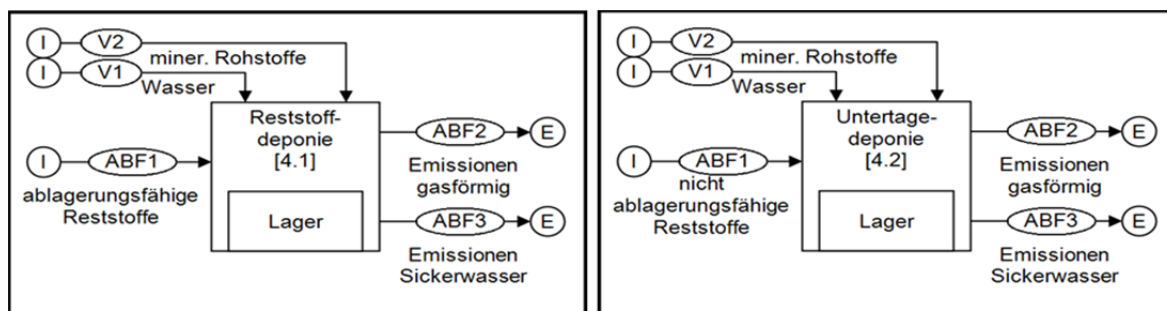 I V2
miner. Rohstoffe
I V1
Wasser
Reststoff-
deponie
[4.1]
I ABF1
ablagerungsfähige
Reststoffe
Lager
ABF2 E
Emissionen
gasförmig
ABF3 E
Emissionen
Sickerwasser
I V2
miner. Rohstoffe
I V1
Wasser
Untertage-
deponie
[4.2]
I ABF1
nicht
ablagerungsfähige
Reststoffe
Lager
ABF2 E
Emissionen
gasförmig
ABF3 E
Emissionen
Sickerwasser